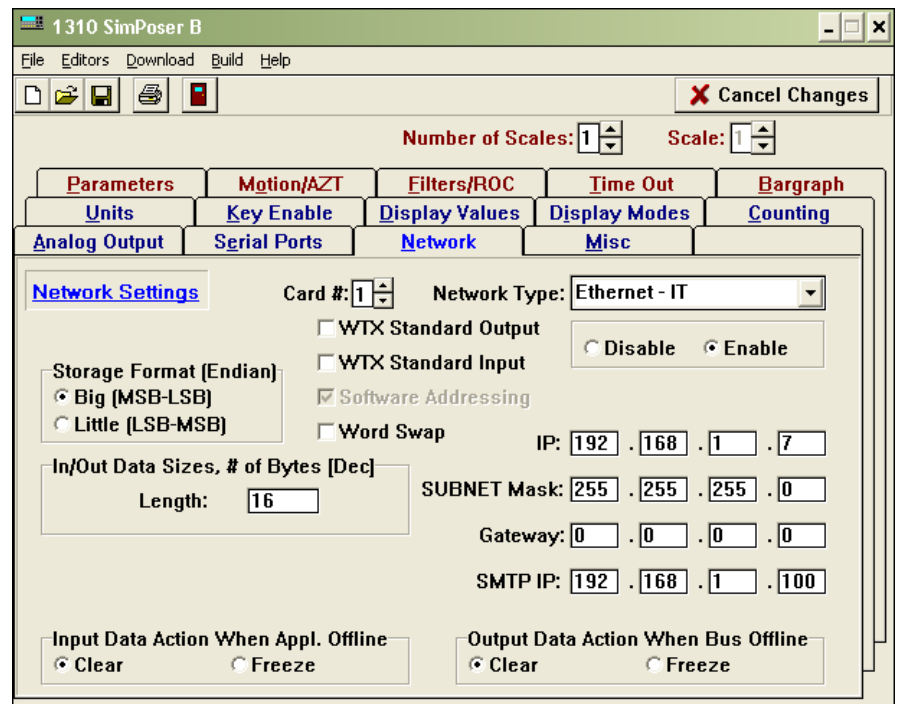 1310 SimPoser B
File Editors Download Build Help
Cancel Changes
Number of Scales: 1 Scale: 1
Parameters Motion/AZT Filters/ROC Time Out Bargraph
Units Key Enable Display Values Display Modes Counting
Analog Output Serial Ports Network Misc
Network Settings Card #: 1 Network Type: Ethernet - IT
WTX Standard Output
Disable Enable
WTX Standard Input
Storage Format (Endian)
Big (MSB-LSB)
Software Addressing
Little (LSB-MSB)
Word Swap
IP: 192 . 168 . 1 . 7
In/Out Data Sizes, # of Bytes [Dec]
Length: 16
SUBNET Mask: 255 . 255 . 255 . 0
Gateway: 0 . 0 . 0 . 0
SMTP IP: 192 . 168 . 1 . 100
Input Data Action When Appl. Offline
Clear Freeze
Output Data Action When Bus Offline
Clear Freeze